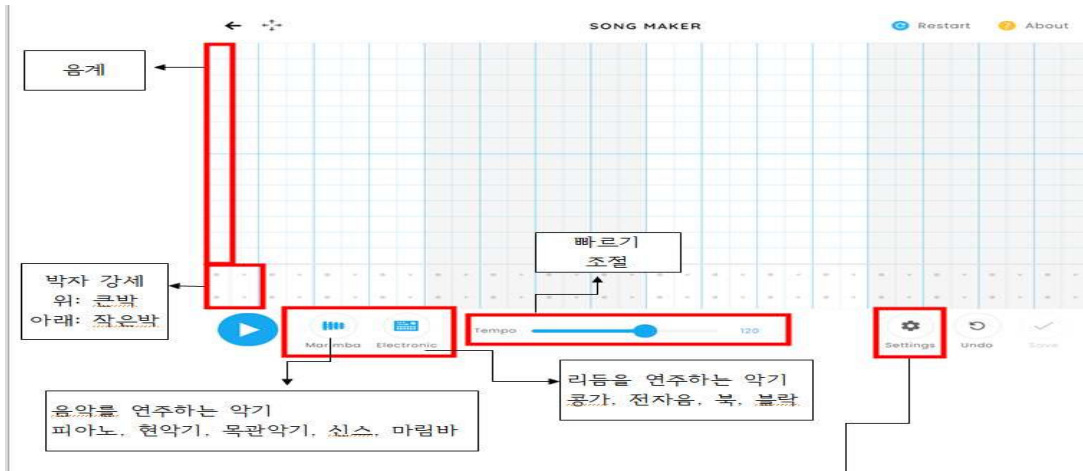 SONG MAKER
Restart
About
음계
빠르기
조절
박자 강세
위: 큰박
아래: 작은박
Marimba
Electronic
Tempo
120
Settings
Undo
Save
리듬을 연주하는 악기
콩가, 전자음, 북, 블락
음악를 연주하는 악기
피아노, 현악기, 목관악기, 신스, 마림바